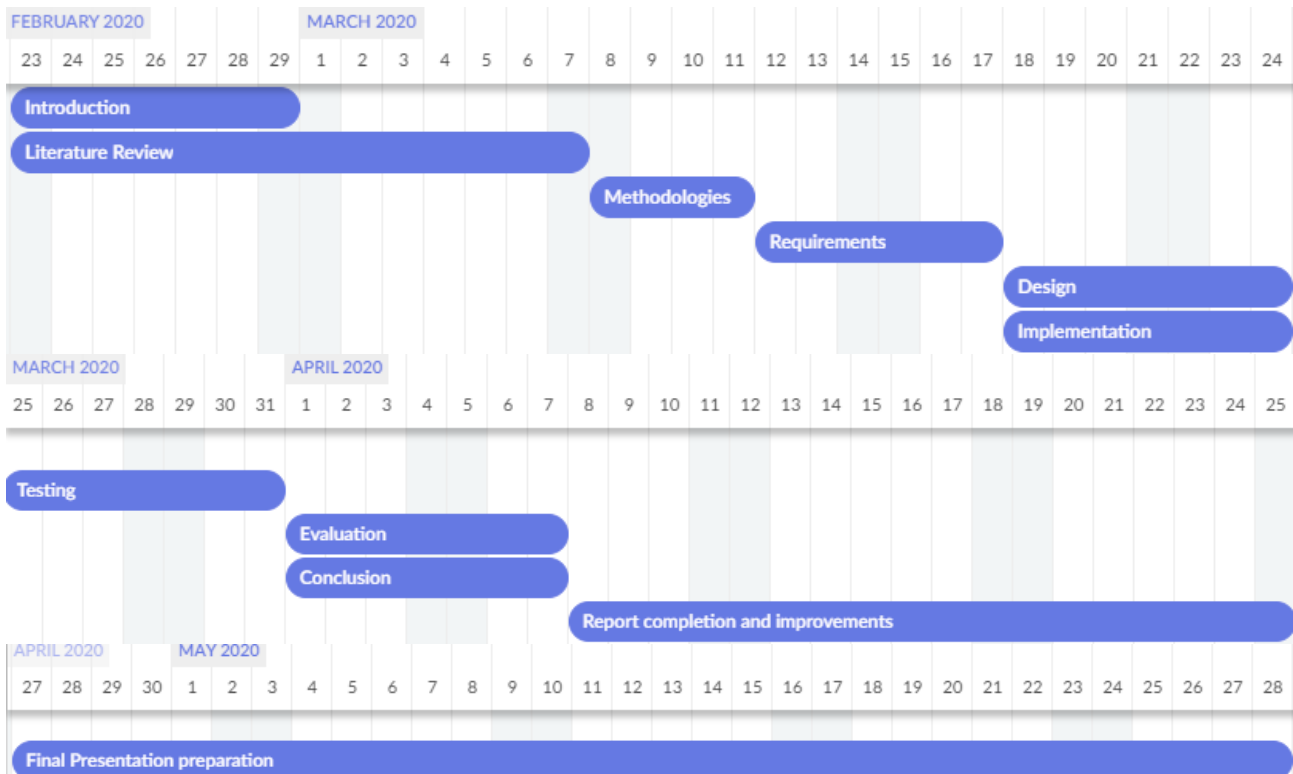 FEBRUARY 2020 MARCH 2020
23 24 25 26 27 28 29 1 2 3 4 5 6 7 8 9 10 11 12 13 14 15 16 17 18 19 20 21 22 23 24
Introduction
Literature Review
Methodologies
Requirements
Design
Implementation
MARCH 2020 APRIL 2020
25 26 27 28 29 30 31 1 2 3 4 5 6 7 8 9 10 11 12 13 14 15 16 17 18 19 20 21 22 23 24 25
Testing
Evaluation
Conclusion
Report completion and improvements
APRIL 2020 MAY 2020
27 28 29 30 1 2 3 4 5 6 7 8 9 10 11 12 13 14 15 16 17 18 19 20 21 22 23 24 25 26 27 28
Final Presentation preparation